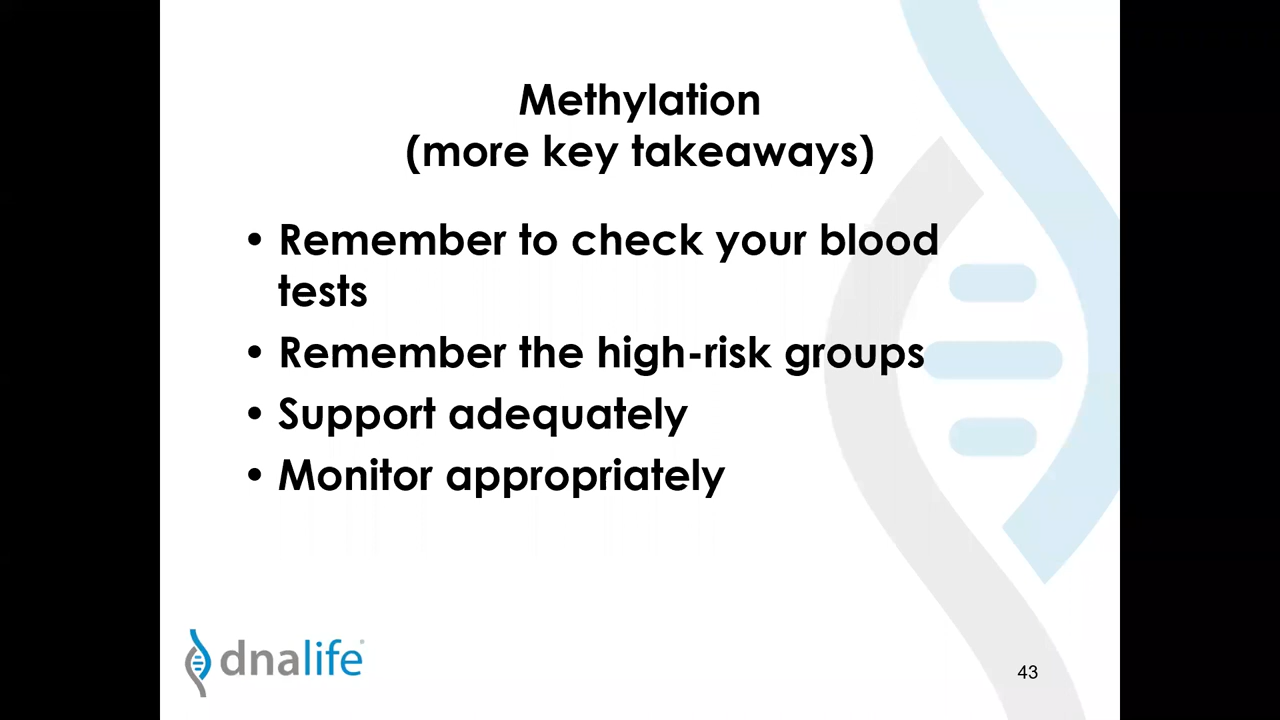 Methylation
(more key takeaways)
• Remember to check your blood
tests
• Remember the high-risk groups
• Support adequately
• Monitor appropriately
dnalife
43